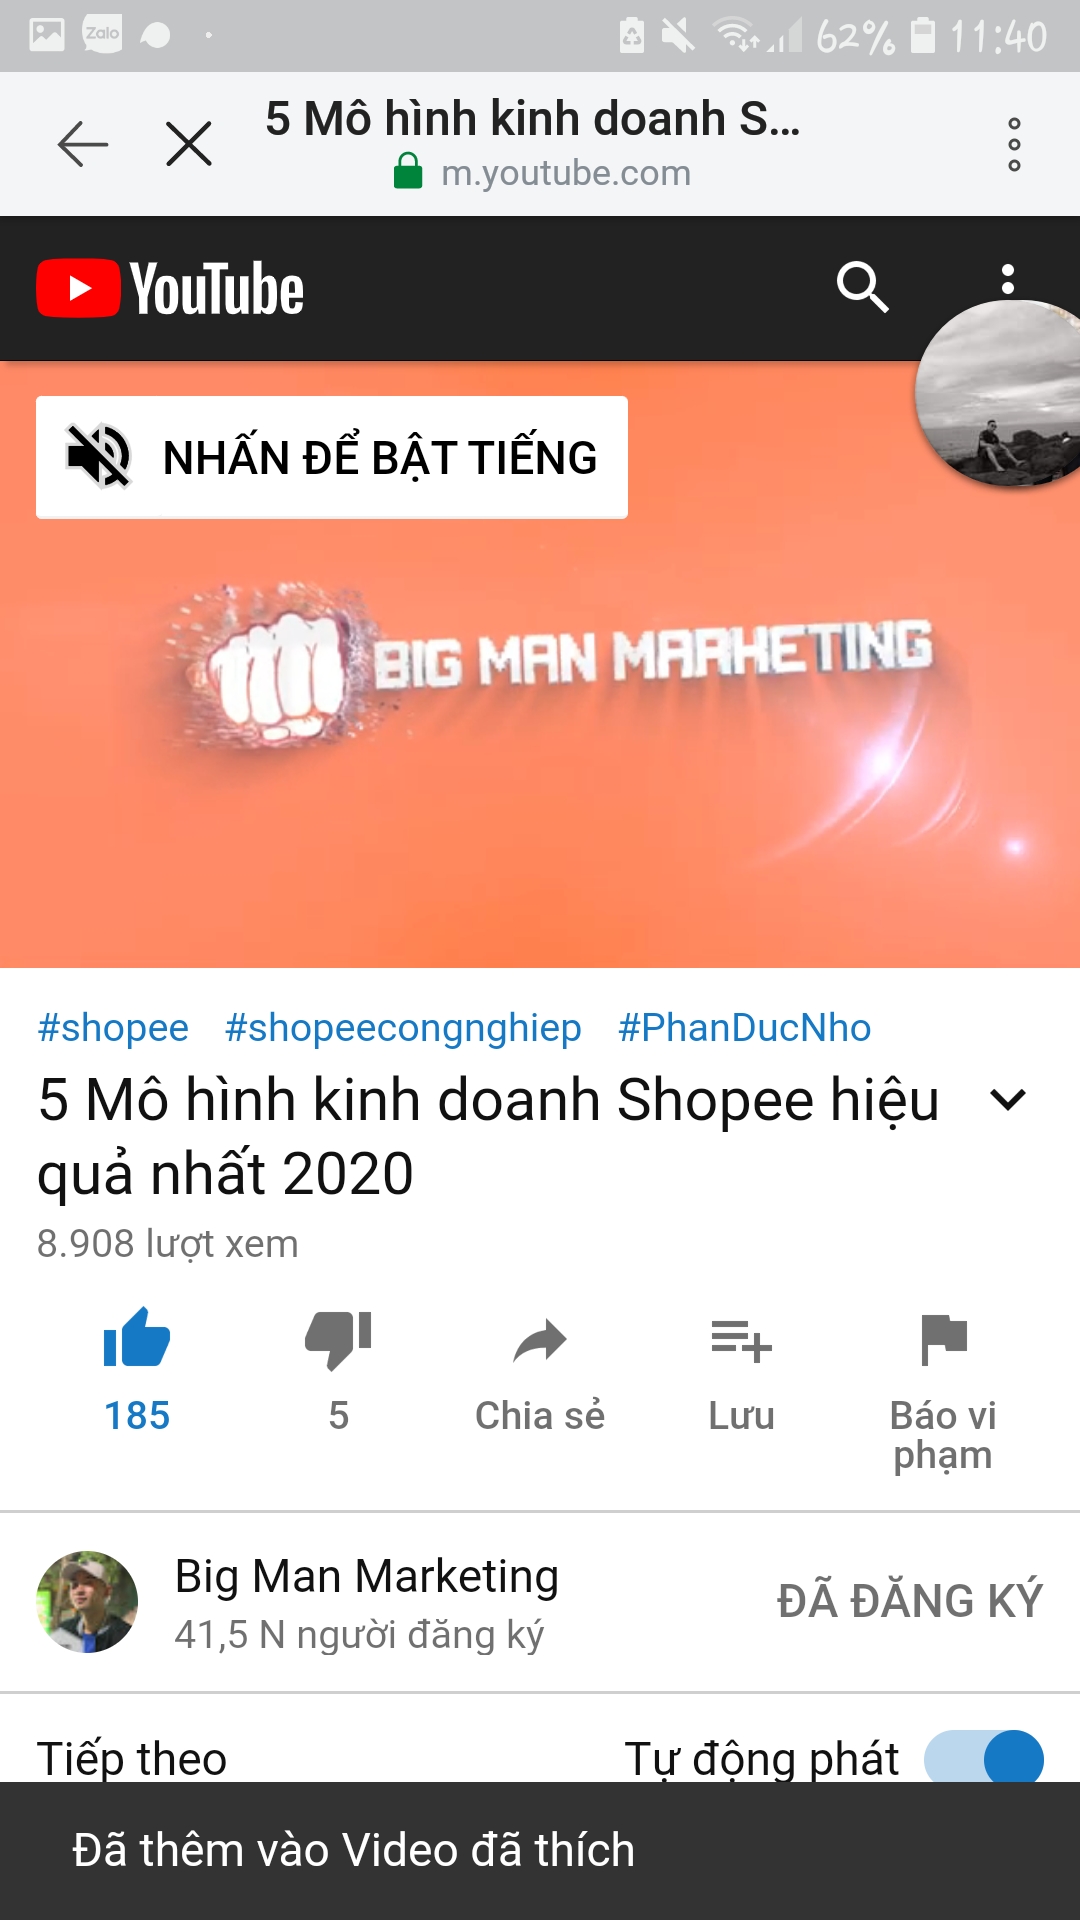 Zalo 62% 11:40
5 Mô hình kinh doanh S...
m.youtube.com
YouTube
NHẤN ĐỂ BẬT TIẾNG
BIG MAN MARKETING
#shopee #shopeecongnghiep #PhanDucNho
5 Mô hình kinh doanh Shopee hiệu
quả nhất 2020
8.908 lượt xem
185 5 Chia sẻ Lưu Báo vi
phạm
Big Man Marketing
41,5 N người đăng ký
ĐÃ ĐĂNG KÝ
Tiếp theo Tự động phát
Đã thêm vào Video đã thích